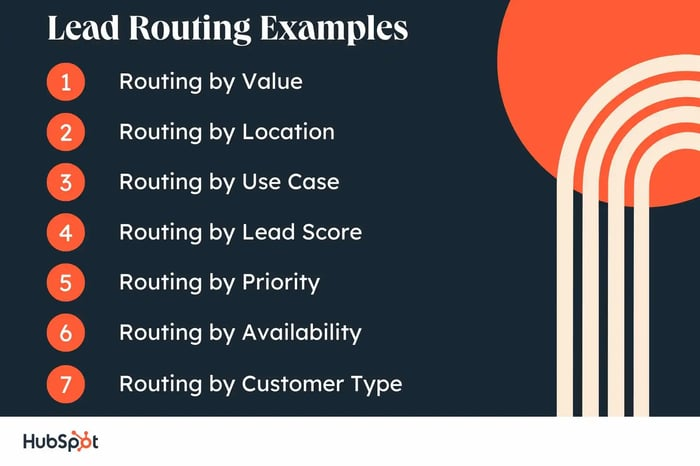 Lead Routing Examples
1 Routing by Value
2 Routing by Location
3 Routing by Use Case
4 Routing by Lead Score
5 Routing by Priority
6 Routing by Availability
7 Routing by Customer Type
HubSpot